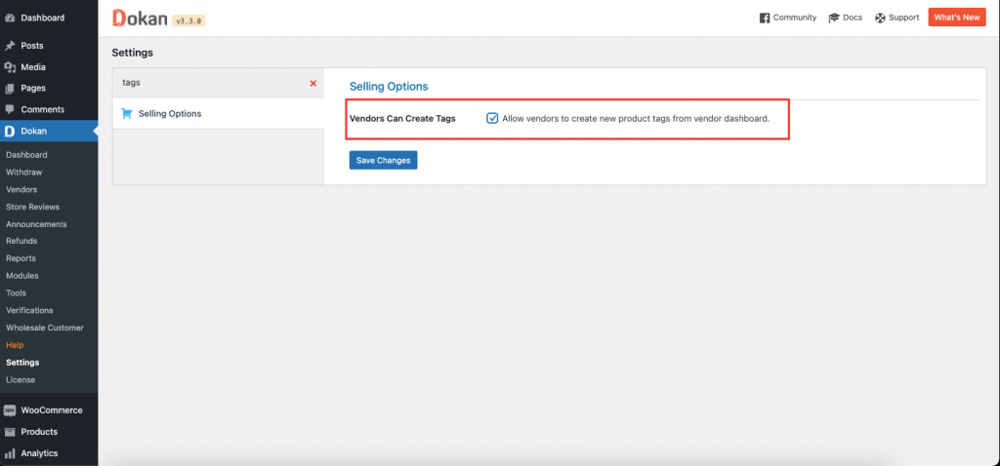 Dashboard
Posts
Media
Pages
Comments
Dokan
Dashboard
Withdraw
Vendors
Store Reviews
Announcements
Refunds
Reports
Modules
Tools
Verifications
Wholesale Customer
Help
Settings
License
WooCommerce
Products
Analytics
Dokan v3.3.0
Community Docs Support What's New
Settings
tags
Selling Options
Selling Options
Vendors Can Create Tags Allow vendors to create new product tags from vendor dashboard.
Save Changes